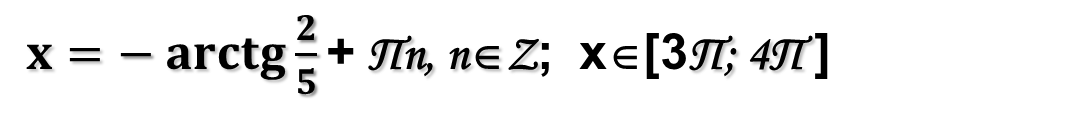 x = − arctg 2/5 + πn, n∈Z; x∈[3π; 4π]